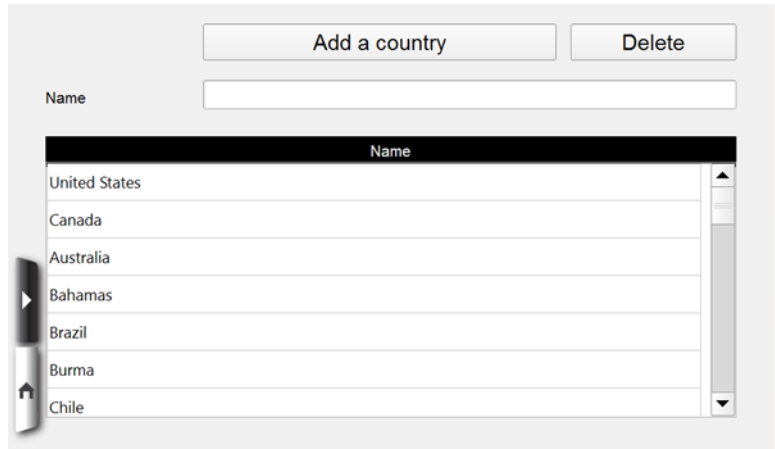 Add a country Delete
Name
Name
United States
Canada
Australia
Bahamas
Brazil
Burma
Chile